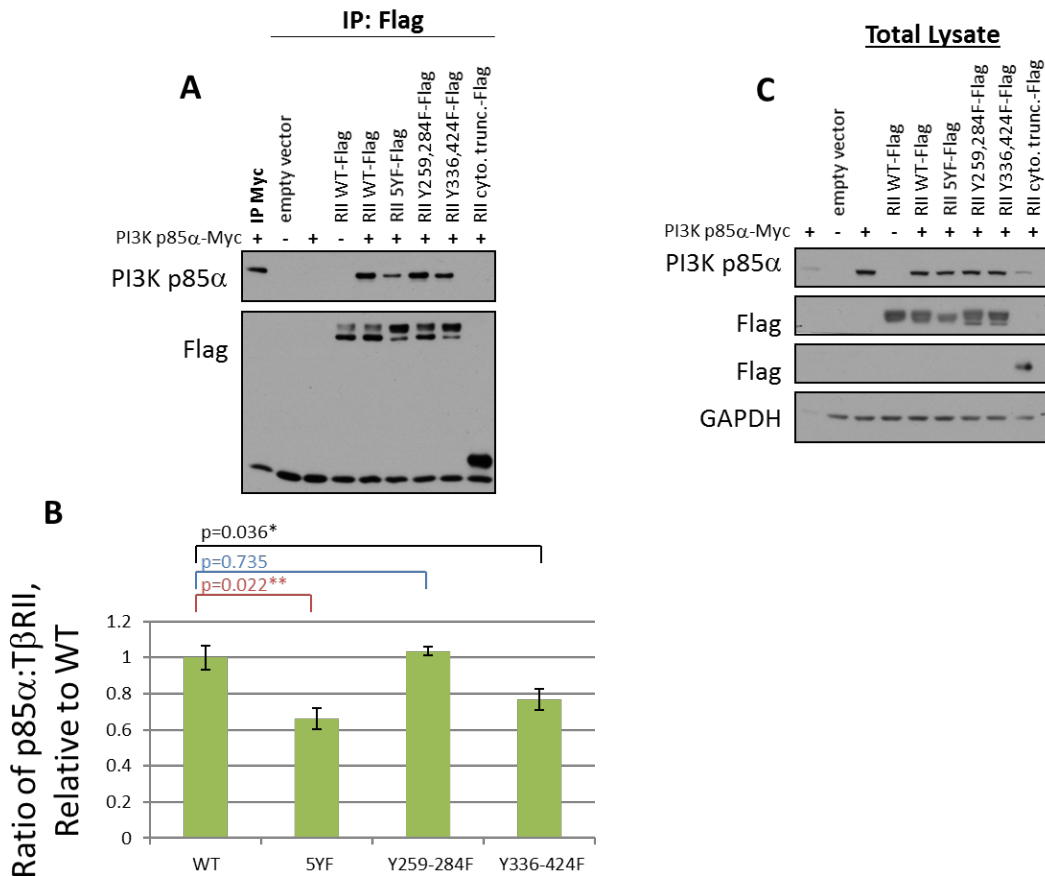 IP: Flag
A
IP Myc
empty vector
RII WT-Flag
RII WT-Flag
RII 5YF-Flag
RII Y259,284F-Flag
RII Y336,424F-Flag
RII cyto. trunc.-Flag
PI3K p85α-Myc + - + - + + + + +
PI3K p85α
Flag
Total Lysate
C
empty vector
RII WT-Flag
RII WT-Flag
RII 5YF-Flag
RII Y259,284F-Flag
RII Y336,424F-Flag
RII cyto trunc.-Flag
PI3K p85α-Myc + - + - + + + + +
PI3K p85α
Flag
Flag
GAPDH
B
p=0.036*
p=0.735
p=0.022**
Ratio of p85α:TβRII,
Relative to WT
1.2
1
0.8
0.6
0.4
0.2
0
WT 5YF Y259-284F Y336-424F